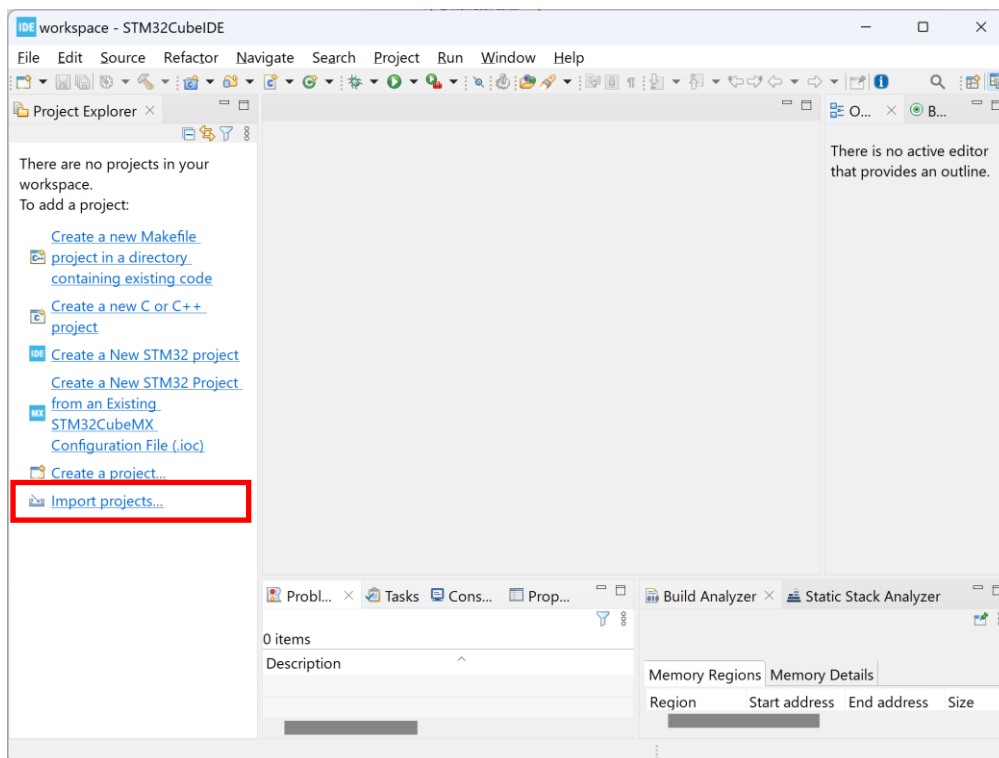 IDE workspace - STM32CubeIDE
File Edit Source Refactor Navigate Search Project Run Window Help
Project Explorer
O... B...
There are no projects in your
workspace.
To add a project:
Create a new Makefile
project in a directory
containing existing code
Create a new C or C++
project
IDE Create a New STM32 project
Create a New STM32 Project
from an Existing
MX STM32CubeMX
Configuration File (.ioc)
Create a project...
Import projects...
There is no active editor
that provides an outline.
Probl... Tasks Cons... Prop...
0 items
Description
Build Analyzer Static Stack Analyzer
Memory Regions Memory Details
Region Start address End address Size